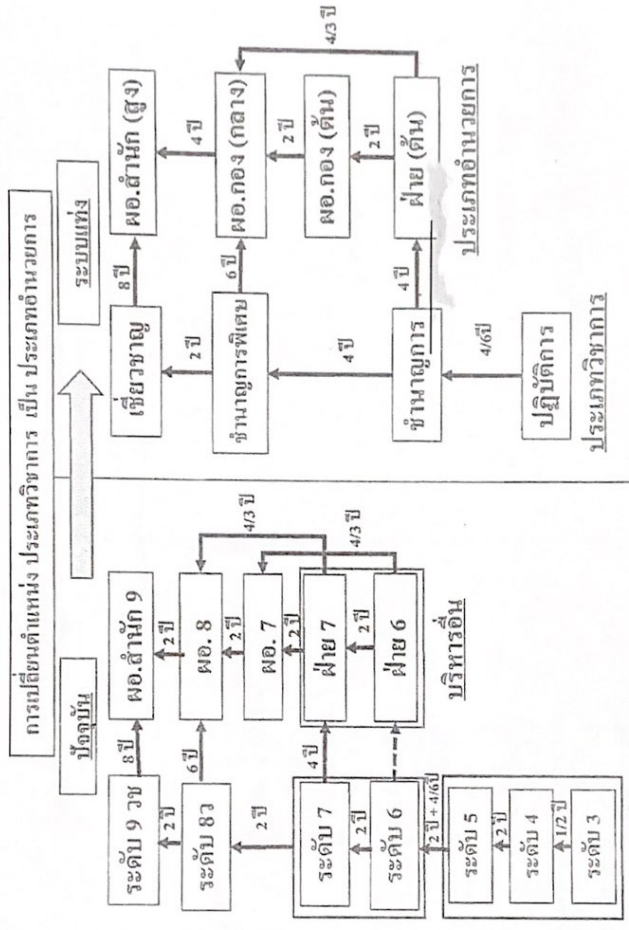 การเปลี่ยนตำแหน่ง ประเภทวิชาการ เป็น ประเภทอำนวยการ
ปัจจุบัน
ระดับ 9 วช
8 ปี
ผอ.สำนัก 9
2 ปี
2 ปี
ระดับ 8ว
6 ปี
ผอ. 8
4/3 ปี
2 ปี
2 ปี
ผอ. 7
4/3 ปี
2 ปี
ระดับ 7
4 ปี
ฝ่าย 7
2 ปี
2 ปี
ระดับ 6
ฝ่าย 6
2 ปี + 4/6ปี
บริหารอื่น
ระดับ 5
2 ปี
ระดับ 4
1/2 ปี
ระดับ 3
ระบบแท่ง
เชี่ยวชาญ
8 ปี
ผอ.สำนัก (สูง)
2 ปี
4 ปี
ชำนาญการพิเศษ
6 ปี
ผอ.กอง (กลาง)
4/3 ปี
2 ปี
4 ปี
ผอ.กอง (ต้น)
2 ปี
ชำนาญการ
4 ปี
ฝ่าย (ต้น)
4/6ปี
ประเภทอำนวยการ
ปฏิบัติการ
ประเภทวิชาการ